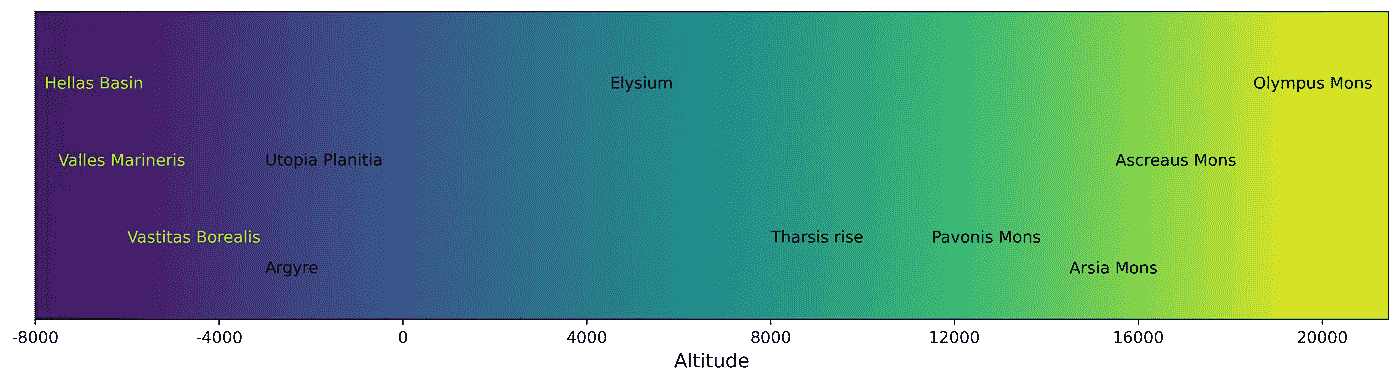 Hellas Basin
Elysium
Olympus Mons
Valles Marineris
Utopia Planitia
Ascreaus Mons
Vastitas Borealis
Tharsis rise
Pavonis Mons
Argyre
Arsia Mons
-8000 -4000 0 4000 8000 12000 16000 20000
Altitude